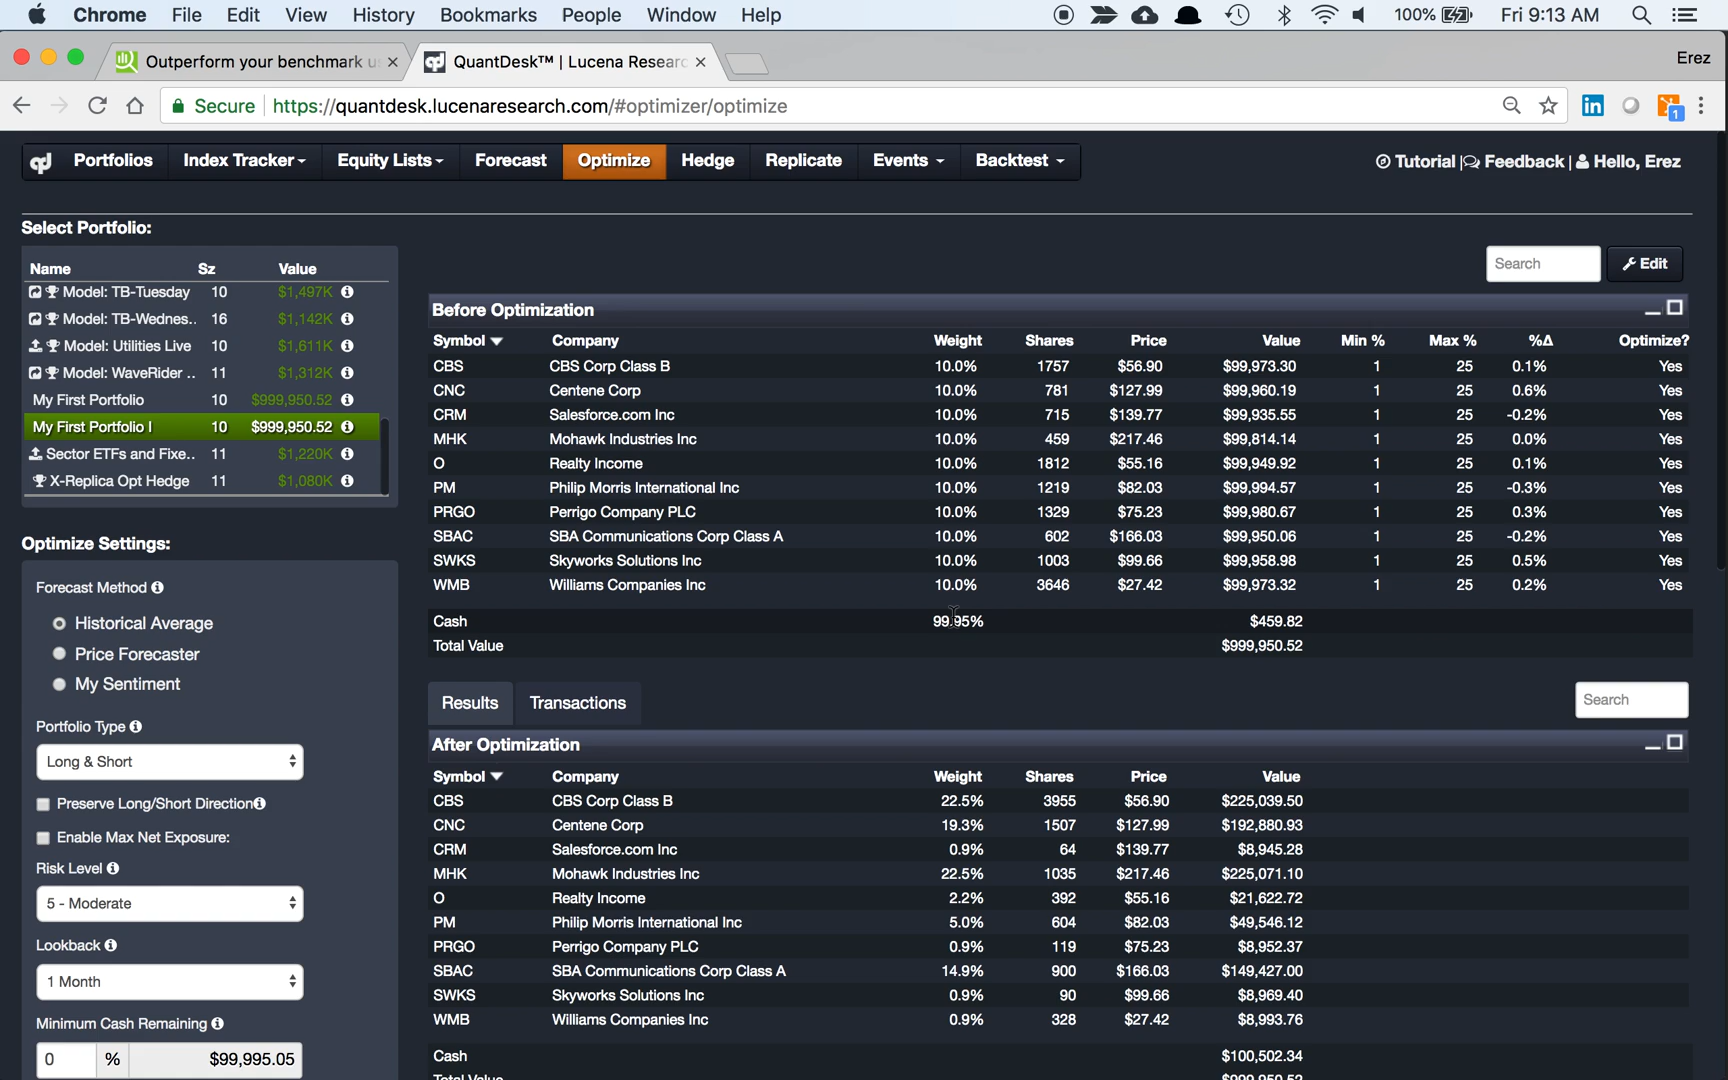 Chrome File Edit View History Bookmarks People Window Help 100% Fri 9:13 AM
Outperform your benchmark u × QuantDesk™ | Lucena Resear × Erez
Secure https://quantdesk.lucenaresearch.com/#optimizer/optimize 1
qd Portfolios Index Tracker Equity Lists Forecast Optimize Hedge Replicate Events Backtest Tutorial | Feedback | Hello, Erez
Select Portfolio:
Name Sz Value
Model: TB-Tuesday 10 $1,497K
Model: TB-Wednes.. 16 $1,142K
Model: Utilities Live 10 $1,611K
Model: WaveRider .. 11 $1,312K
My First Portfolio 10 $999,950.52
My First Portfolio I 10 $999,950.52
Sector ETFs and Fixe.. 11 $1,220K
X-Replica Opt Hedge 11 $1,080K
Optimize Settings:
Forecast Method
Historical Average
Price Forecaster
My Sentiment
Portfolio Type
Long & Short
Preserve Long/Short Direction
Enable Max Net Exposure:
Risk Level
5 - Moderate
Lookback
1 Month
Minimum Cash Remaining
0 % $99,995.05
Search Edit
Before Optimization
Symbol Company Weight Shares Price Value Min % Max % %Δ Optimize?
CBS CBS Corp Class B 10.0% 1757 $56.90 $99,973.30 1 25 0.1% Yes
CNC Centene Corp 10.0% 781 $127.99 $99,960.19 1 25 0.6% Yes
CRM Salesforce.com Inc 10.0% 715 $139.77 $99,935.55 1 25 -0.2% Yes
MHK Mohawk Industries Inc 10.0% 459 $217.46 $99,814.14 1 25 0.0% Yes
O Realty Income 10.0% 1812 $55.16 $99,949.92 1 25 0.1% Yes
PM Philip Morris International Inc 10.0% 1219 $82.03 $99,994.57 1 25 -0.3% Yes
PRGO Perrigo Company PLC 10.0% 1329 $75.23 $99,980.67 1 25 0.3% Yes
SBAC SBA Communications Corp Class A 10.0% 602 $166.03 $99,950.06 1 25 -0.2% Yes
SWKS Skyworks Solutions Inc 10.0% 1003 $99.66 $99,958.98 1 25 0.5% Yes
WMB Williams Companies Inc 10.0% 3646 $27.42 $99,973.32 1 25 0.2% Yes
Cash 99.95% $459.82
Total Value $999,950.52
Results Transactions Search
After Optimization
Symbol Company Weight Shares Price Value
CBS CBS Corp Class B 22.5% 3955 $56.90 $225,039.50
CNC Centene Corp 19.3% 1507 $127.99 $192,880.93
CRM Salesforce.com Inc 0.9% 64 $139.77 $8,945.28
MHK Mohawk Industries Inc 22.5% 1035 $217.46 $225,071.10
O Realty Income 2.2% 392 $55.16 $21,622.72
PM Philip Morris International Inc 5.0% 604 $82.03 $49,546.12
PRGO Perrigo Company PLC 0.9% 119 $75.23 $8,952.37
SBAC SBA Communications Corp Class A 14.9% 900 $166.03 $149,427.00
SWKS Skyworks Solutions Inc 0.9% 90 $99.66 $8,969.40
WMB Williams Companies Inc 0.9% 328 $27.42 $8,993.76
Cash $100,502.34
Total Value $999,950.52